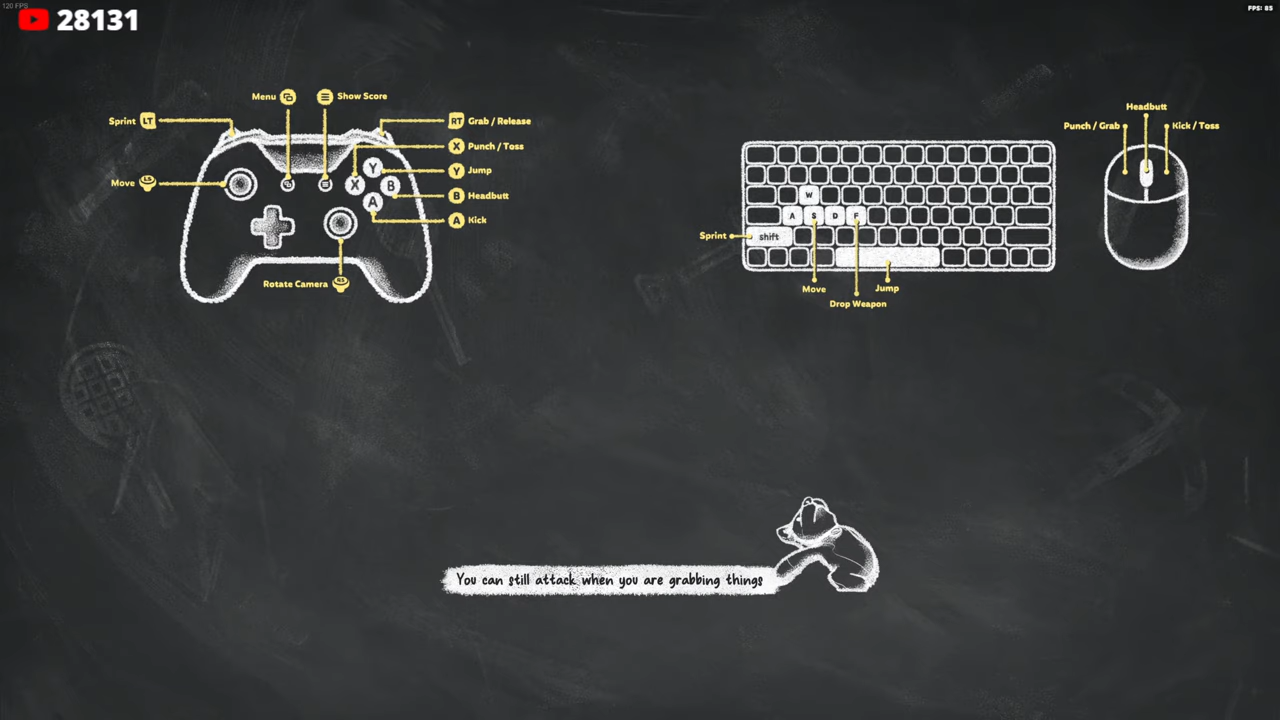 120 FPS
28131
FPS: 85
Menu
Show Score
Sprint LT
RT Grab / Release
X Punch / Toss
Y Jump
Move LS
B Headbutt
A Kick
Y
X B
A
Rotate Camera RS
Headbutt
Punch / Grab
Kick / Toss
W
A S D F
Sprint
shift
Move
Jump
Drop Weapon
You can still attack when you are grabbing things